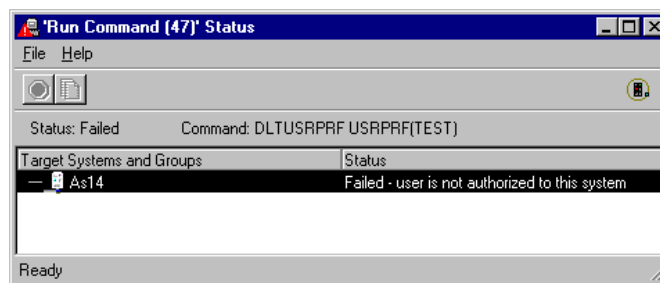 'Run Command (47)' Status
File Help
Status: Failed Command: DLTUSRPRF USRPRF(TEST)
Target Systems and Groups Status
As14 Failed - user is not authorized to this system
Ready